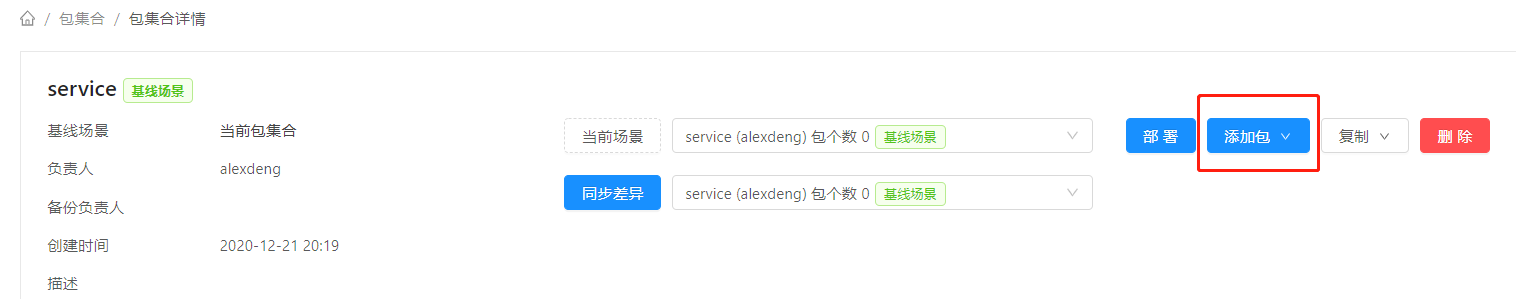 / 包集合 / 包集合详情
service 基线场景
基线场景 当前包集合
当前场景 service (alexdeng) 包个数 0 基线场景
部 署 添加包 复制 删 除
负责人 alexdeng
同步差异 service (alexdeng) 包个数 0 基线场景
备份负责人
创建时间 2020-12-21 20:19
描述